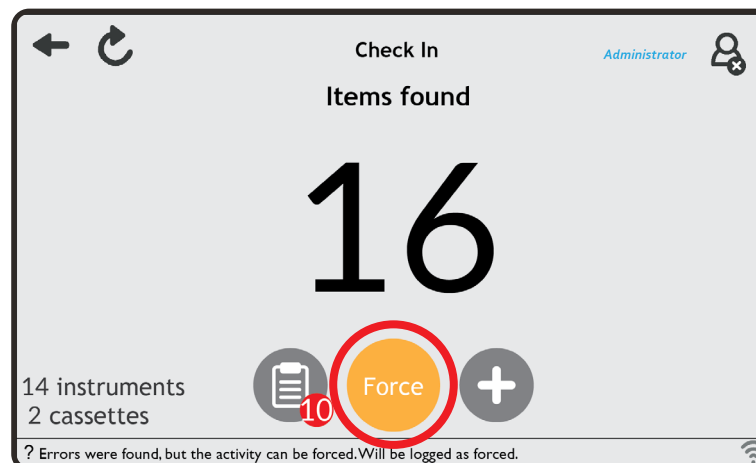 Check In
Administrator
Items found
16
Force
10
14 instruments
2 cassettes
? Errors were found, but the activity can be forced. Will be logged as forced.